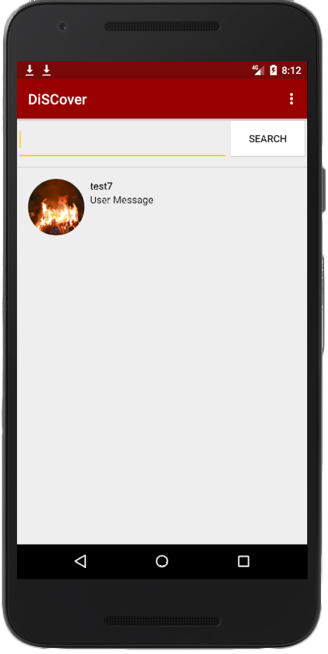 4G 8:12
DiSCover
SEARCH
test7
User Message